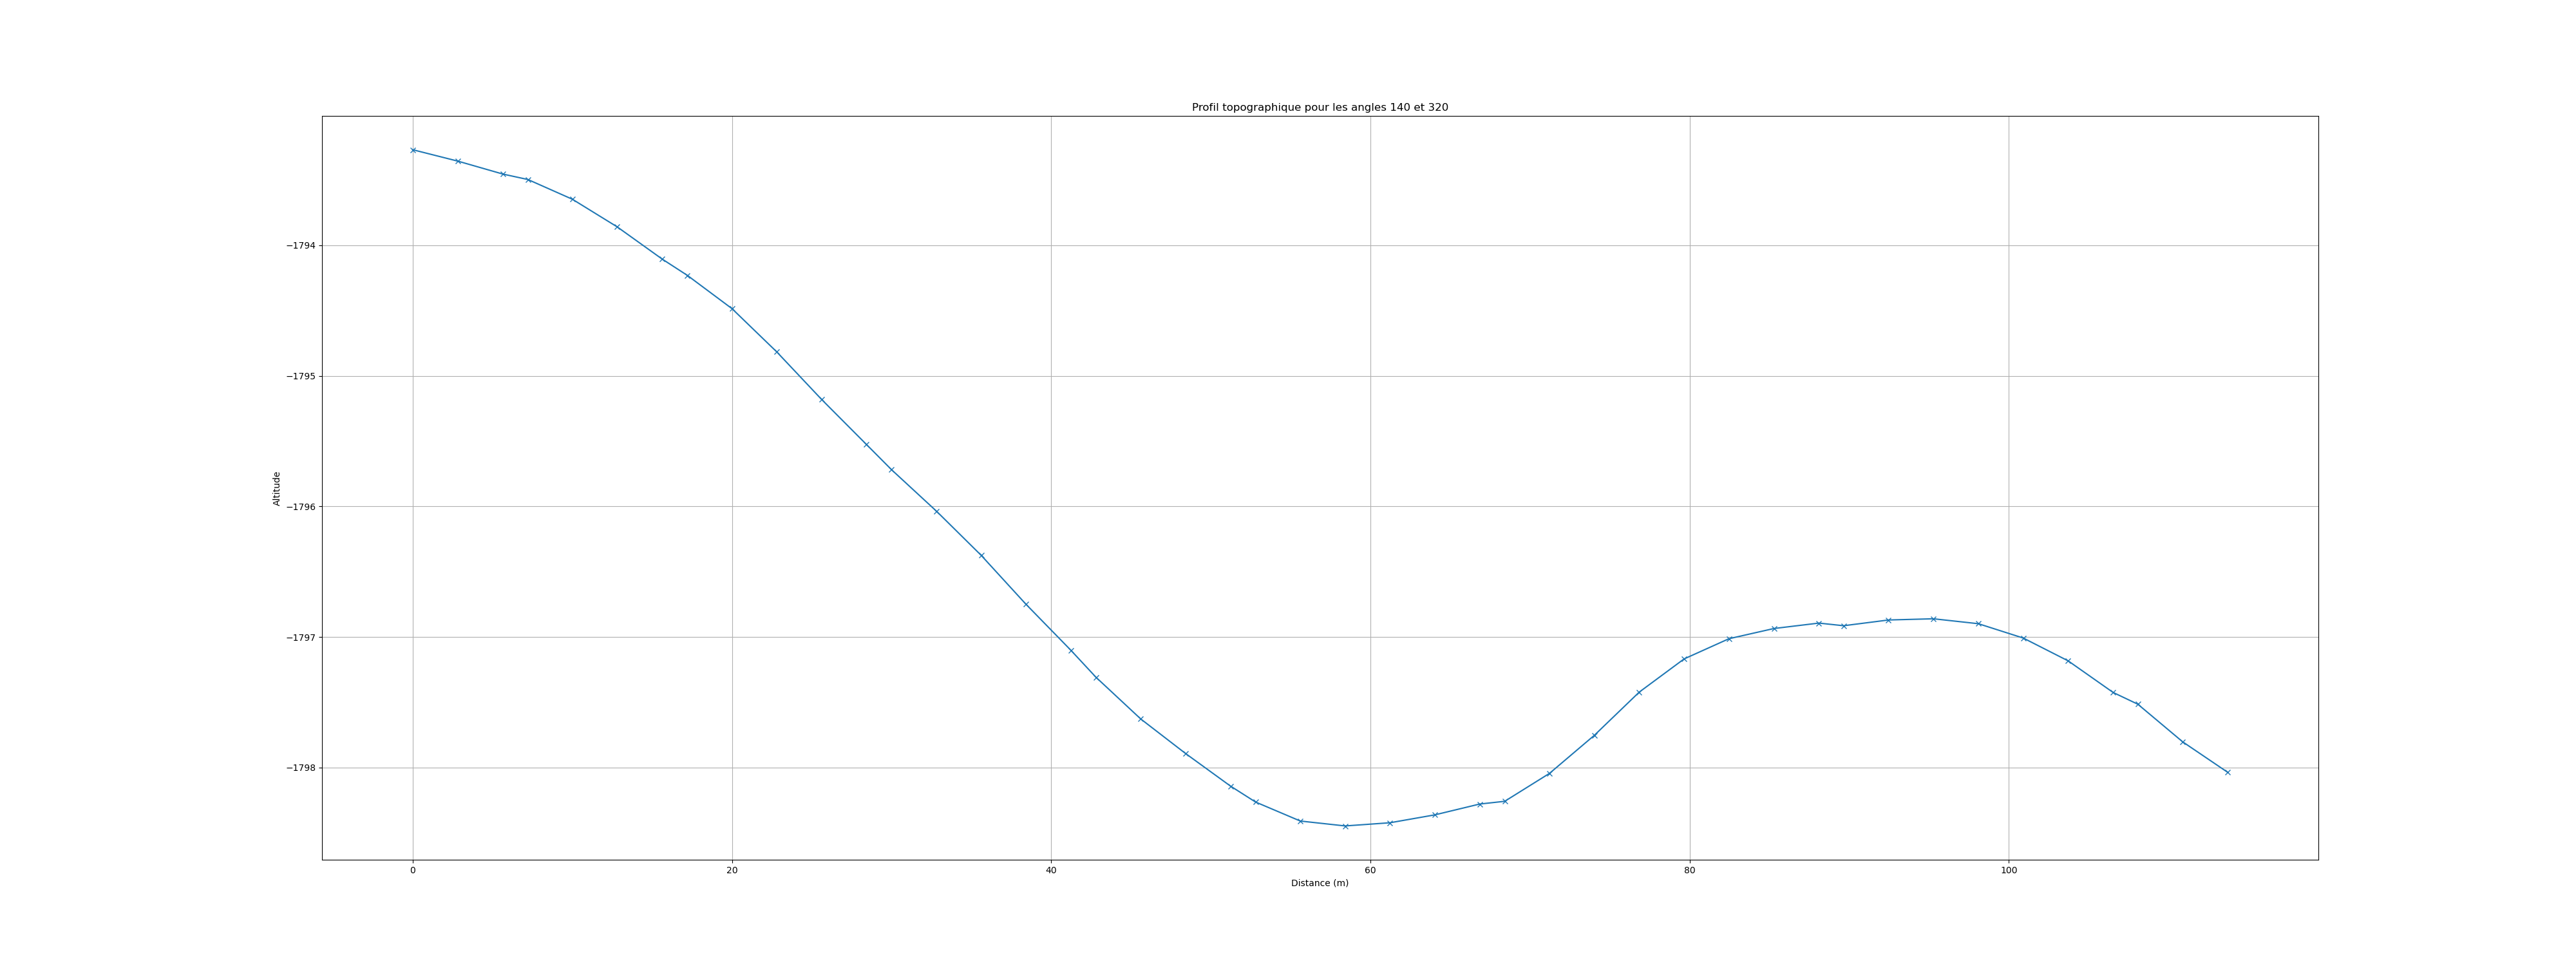 Profil topographique pour les angles 140 et 320
Altitude
−1794
−1795
−1796
−1797
−1798
0 20 40 60 80 100
Distance (m)